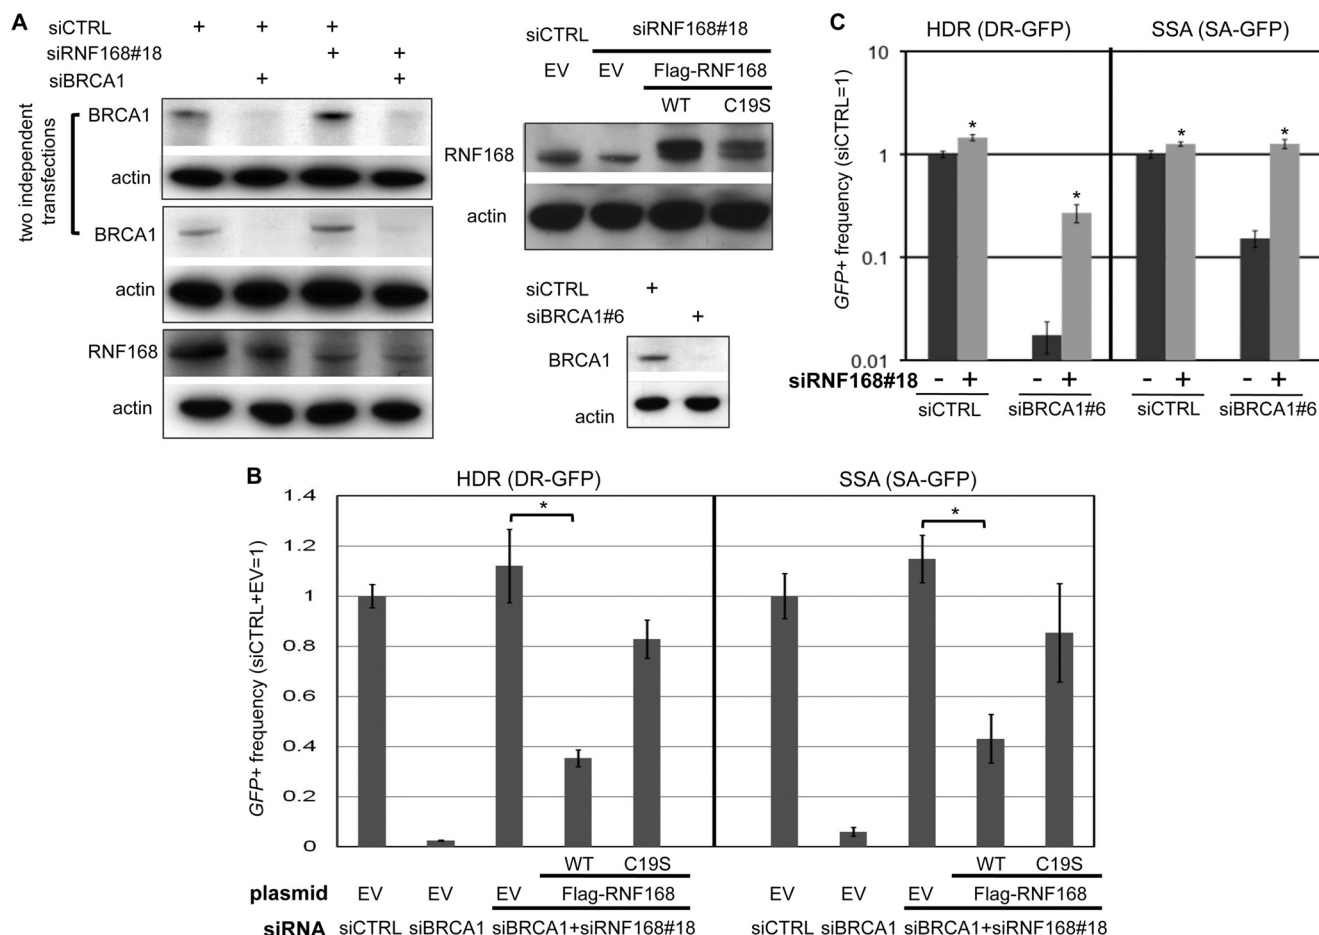 A
siCTRL + + +
siRNF168#18 + +
siBRCA1 + +
two independent
transfections
BRCA1
actin
BRCA1
actin
RNF168
actin
siCTRL siRNF168#18
EV EV Flag-RNF168
WT C19S
RNF168
actin
siCTRL +
siBRCA1#6 +
BRCA1
actin
C
HDR (DR-GFP) SSA (SA-GFP)
GFP+ frequency (siCTRL=1)
10
1
0.1
0.01
* * * *
siRNF168#18 - + - + - + - +
siCTRL siBRCA1#6 siCTRL siBRCA1#6
B
HDR (DR-GFP) SSA (SA-GFP)
GFP+ frequency (siCTRL+EV=1)
1.4
1.2
1
0.8
0.6
0.4
0.2
0
* *
WT C19S WT C19S
plasmid EV EV EV Flag-RNF168 EV EV EV Flag-RNF168
siRNA siCTRL siBRCA1 siBRCA1+siRNF168#18 siCTRL siBRCA1 siBRCA1+siRNF168#18